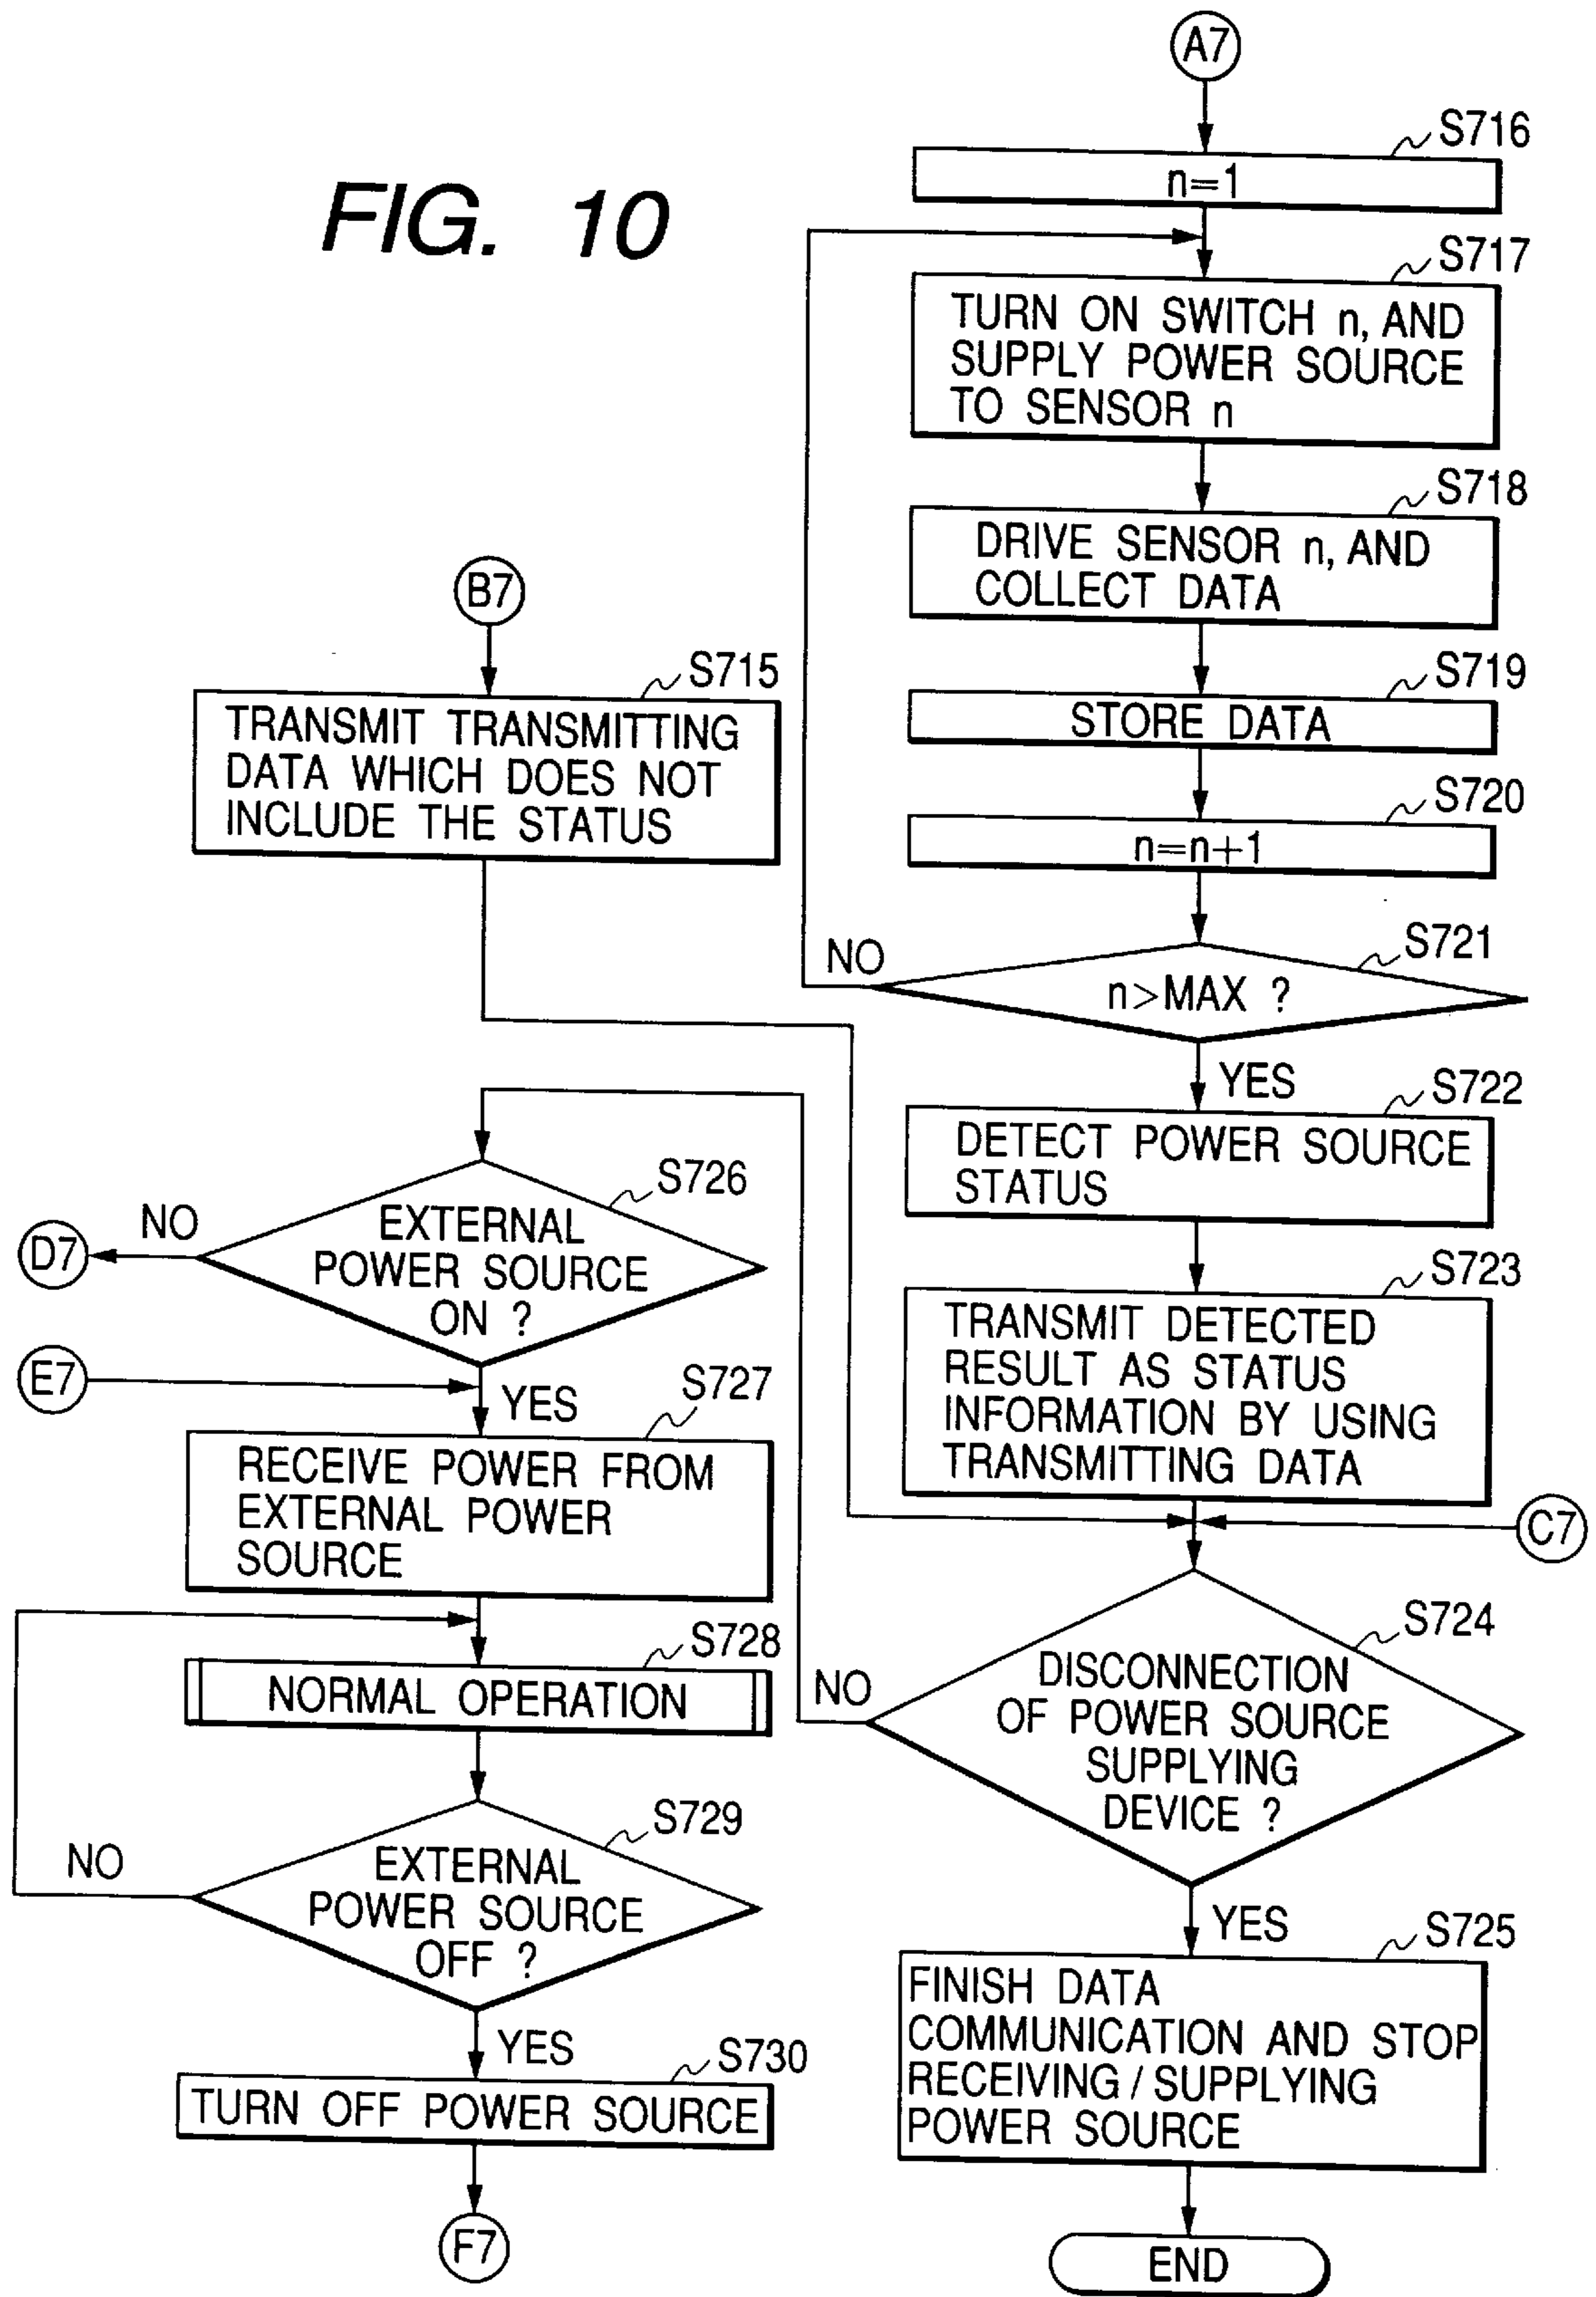 FIG. 10
A7
S716
n=1
S717
TURN ON SWITCH n, AND
SUPPLY POWER SOURCE
TO SENSOR n
S718
DRIVE SENSOR n, AND
COLLECT DATA
S719
STORE DATA
S720
n=n+1
S721
n>MAX ?
NO
YES
S722
DETECT POWER SOURCE
STATUS
S723
TRANSMIT DETECTED
RESULT AS STATUS
INFORMATION BY USING
TRANSMITTING DATA
C7
S724
DISCONNECTION
OF POWER SOURCE
SUPPLYING
DEVICE ?
NO
YES
S725
FINISH DATA
COMMUNICATION AND STOP
RECEIVING / SUPPLYING
POWER SOURCE
END
B7
S715
TRANSMIT TRANSMITTING
DATA WHICH DOES NOT
INCLUDE THE STATUS
S726
EXTERNAL
POWER SOURCE
ON ?
NO
D7
E7
YES
S727
RECEIVE POWER FROM
EXTERNAL POWER
SOURCE
S728
NORMAL OPERATION
S729
EXTERNAL
POWER SOURCE
OFF ?
NO
YES
S730
TURN OFF POWER SOURCE
F7